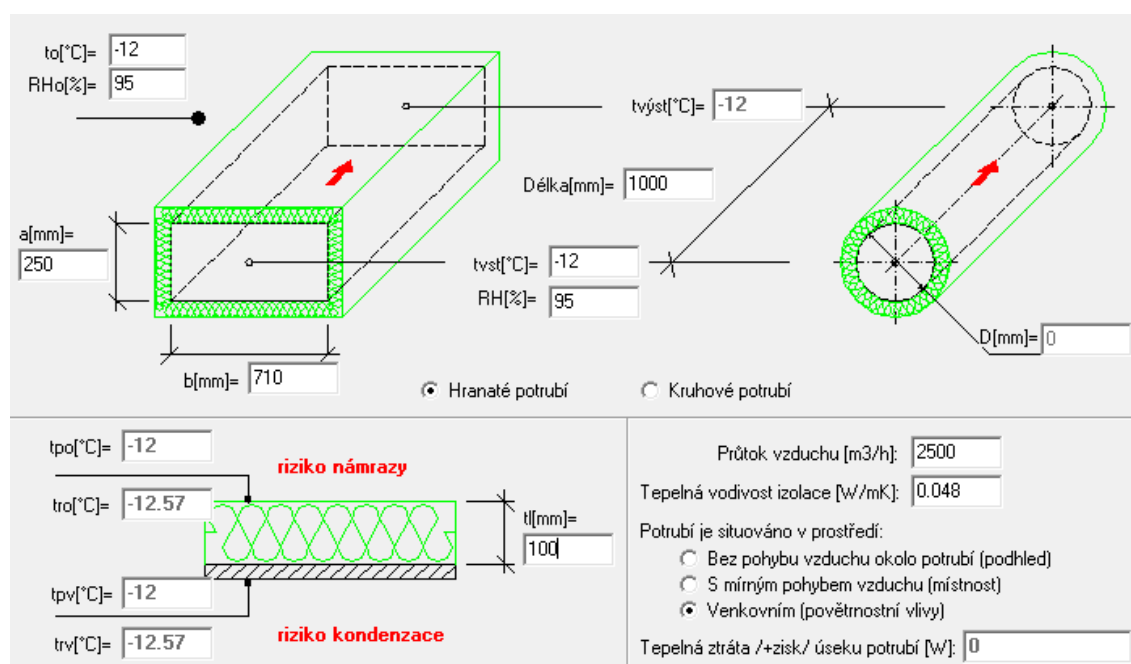 to[°C]= -12
RHo[%]= 95
tvýst[°C]= -12
Délka[mm]= 1000
a[mm]=
250
tvst[°C]= -12
RH[%]= 95
D[mm]= 0
b[mm]= 710
Hranaté potrubí
Kruhové potrubí
tpo[°C]= -12
riziko námrazy
tro[°C]= -12.57
tl[mm]=
100
tpv[°C]= -12
trv[°C]= -12.57
riziko kondenzace
Průtok vzduchu [m3/h]: 2500
Tepelná vodivost izolace [W/mK]: 0.048
Potrubí je situováno v prostředí:
Bez pohybu vzduchu okolo potrubí (podhled)
S mírným pohybem vzduchu (místnost)
Venkovním (povětrnostní vlivy)
Tepelná ztráta /+zisk/ úseku potrubí [W]: 0